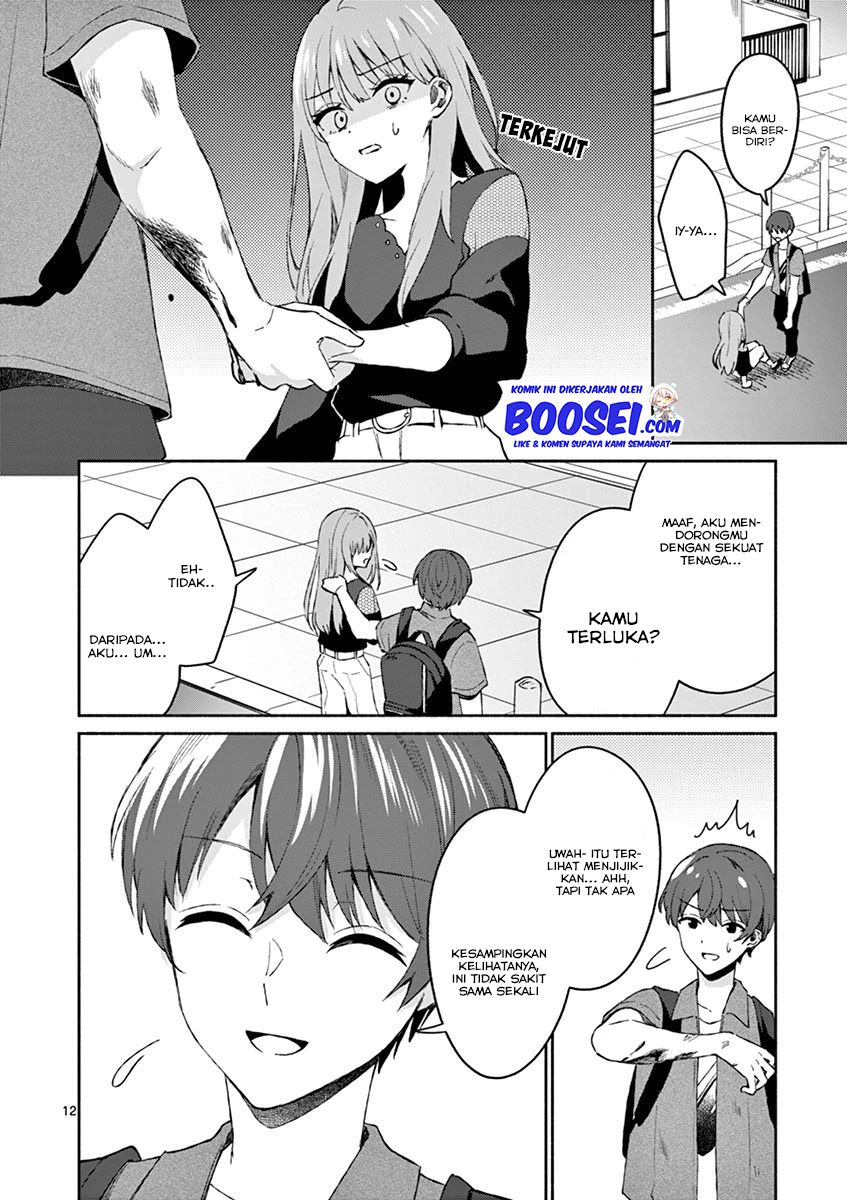 KAMU
BISA BER-
DIRI?
IY-YA...
TERKEJUT
KOMIK INI DIKERJAKAN OLEH
BOOSEI.COM
LIKE & KOMEN SUPAYA KAMI SEMANGAT
MAAF, AKU MEN-
DORONGMU
DENGAN SEKUAT
TENAGA...
KAMU
TERLUKA?
EH-
TIDAK..
DARIPADA...
AKU... UM...
UWAH- ITU TER-
LIHAT MENJIJIK-
KAN... AHH,
TAPI TAK APA
KESAMPINGKAN
KELIHATANYA,
INI TIDAK SAKIT
SAMA SEKALI
12